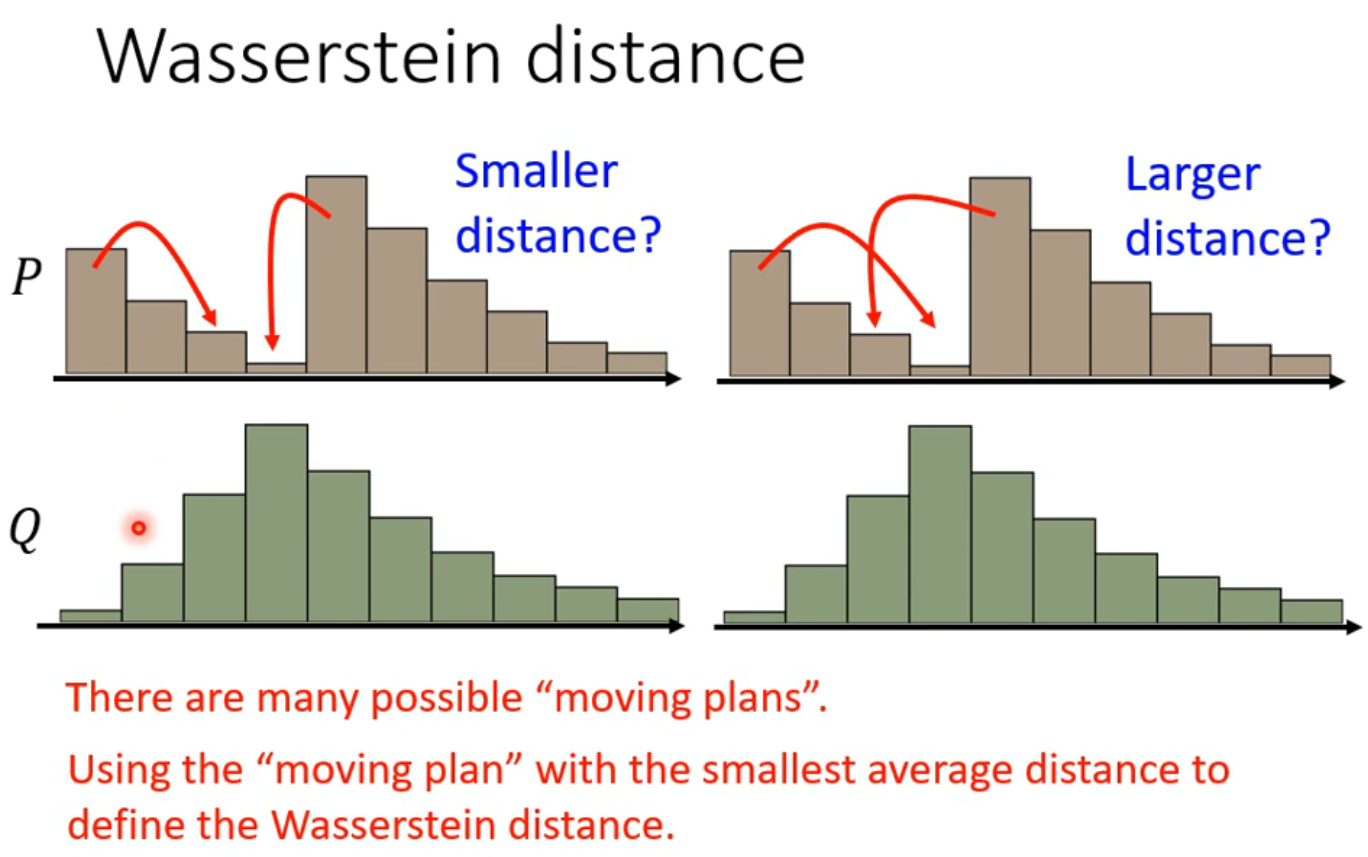 Wasserstein distance
Smaller
distance?
Larger
distance?
P
Q
There are many possible “moving plans”.
Using the “moving plan” with the smallest average distance to
define the Wasserstein distance.